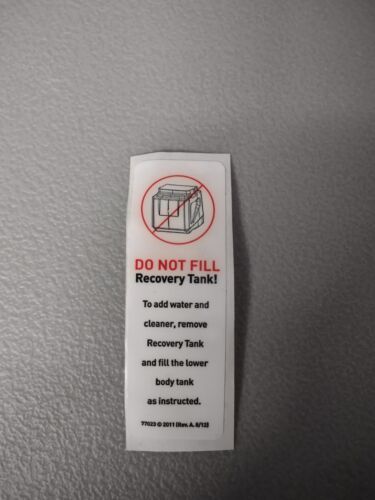 DO NOT FILL
Recovery Tank!
To add water and
cleaner, remove
Recovery Tank
and fill the lower
body tank
as instructed.
77023 © 2011 (Rev. A. 8/12)